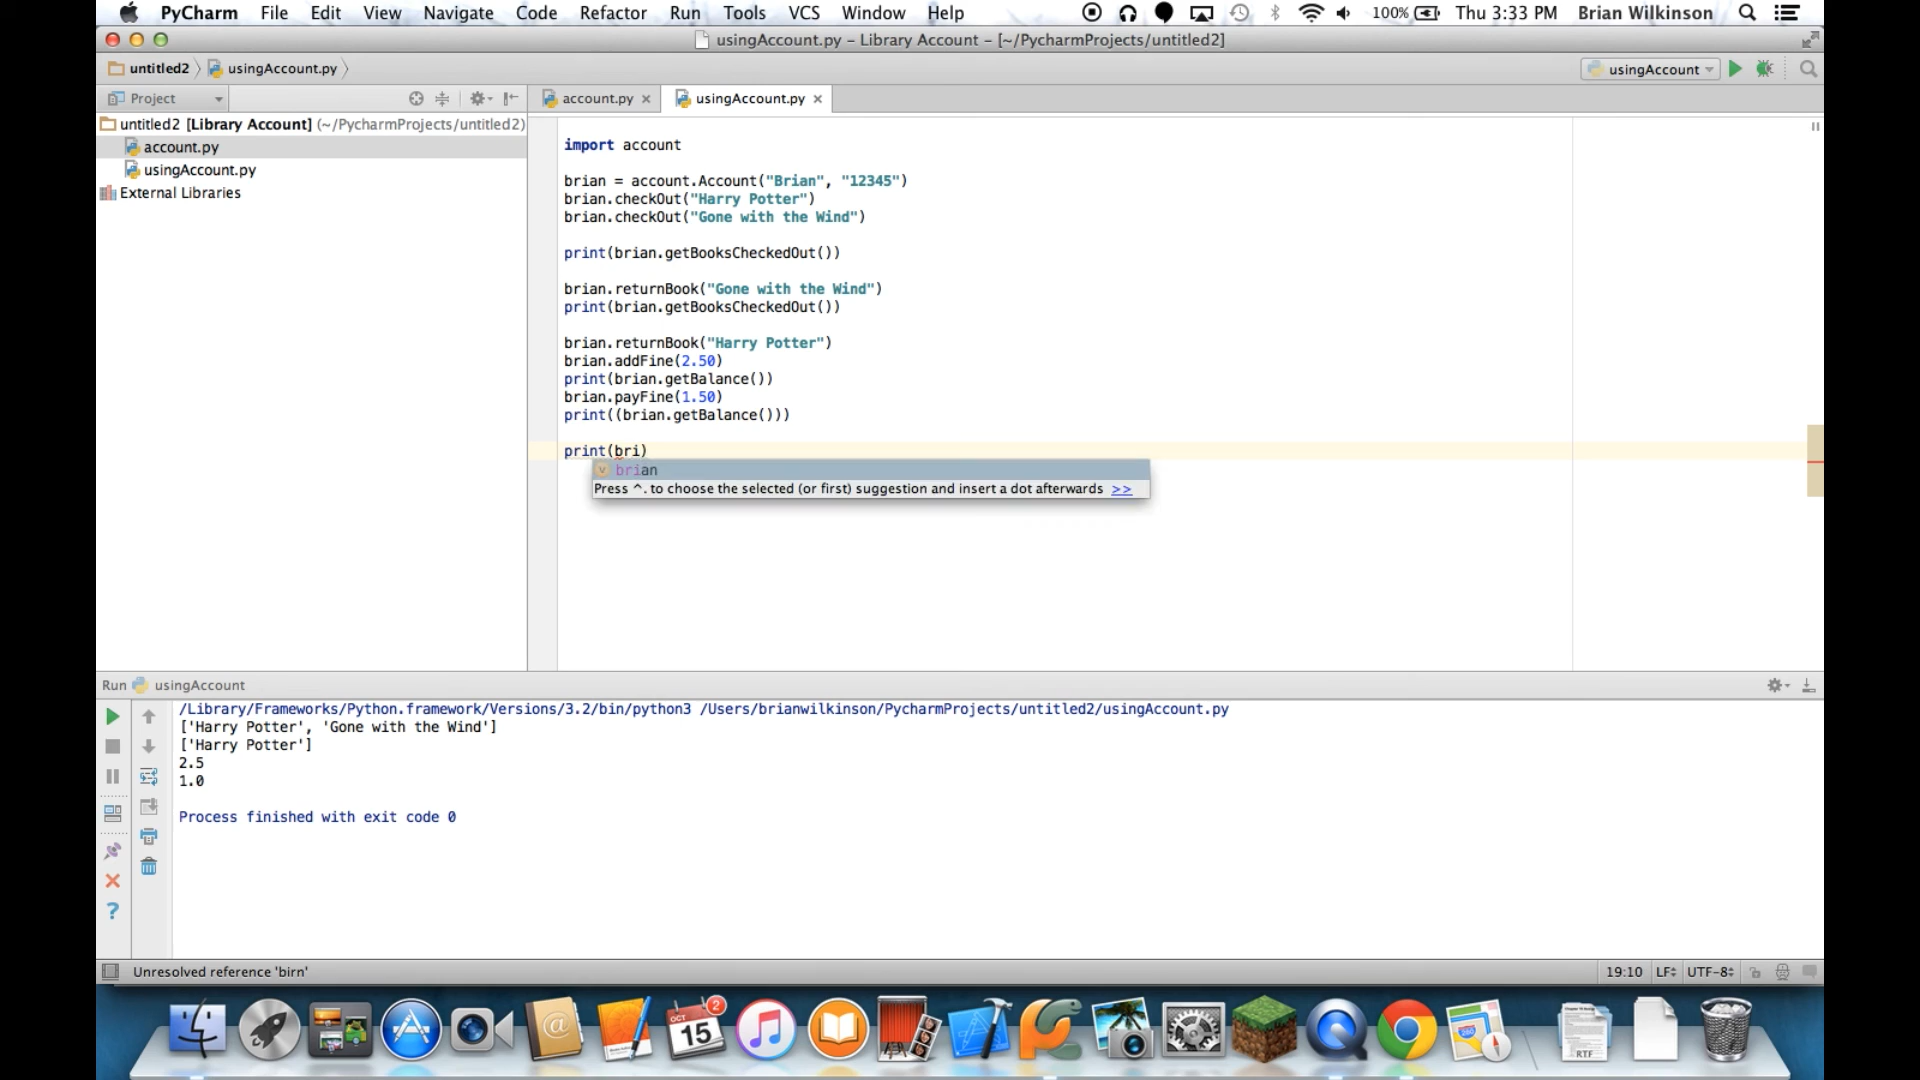 PyCharm File Edit View Navigate Code Refactor Run Tools VCS Window Help 100% Thu 3:33 PM Brian Wilkinson
usingAccount.py – Library Account – [~/PycharmProjects/untitled2]
untitled2 usingAccount.py usingAccount
Project account.py usingAccount.py
untitled2 [Library Account] (~/PycharmProjects/untitled2)
account.py
usingAccount.py
External Libraries
import account
brian = account.Account("Brian", "12345")
brian.checkOut("Harry Potter")
brian.checkOut("Gone with the Wind")
print(brian.getBooksCheckedOut())
brian.returnBook("Gone with the Wind")
print(brian.getBooksCheckedOut())
brian.returnBook("Harry Potter")
brian.addFine(2.50)
print(brian.getBalance())
brian.payFine(1.50)
print((brian.getBalance()))
print(bri)
v brian
Press ^. to choose the selected (or first) suggestion and insert a dot afterwards >>
Run usingAccount
/Library/Frameworks/Python.framework/Versions/3.2/bin/python3 /Users/brianwilkinson/PycharmProjects/untitled2/usingAccount.py
['Harry Potter', 'Gone with the Wind']
['Harry Potter']
2.5
1.0
Process finished with exit code 0
Unresolved reference 'birn' 19:10 LF UTF-8
OCT
15
2
RTF